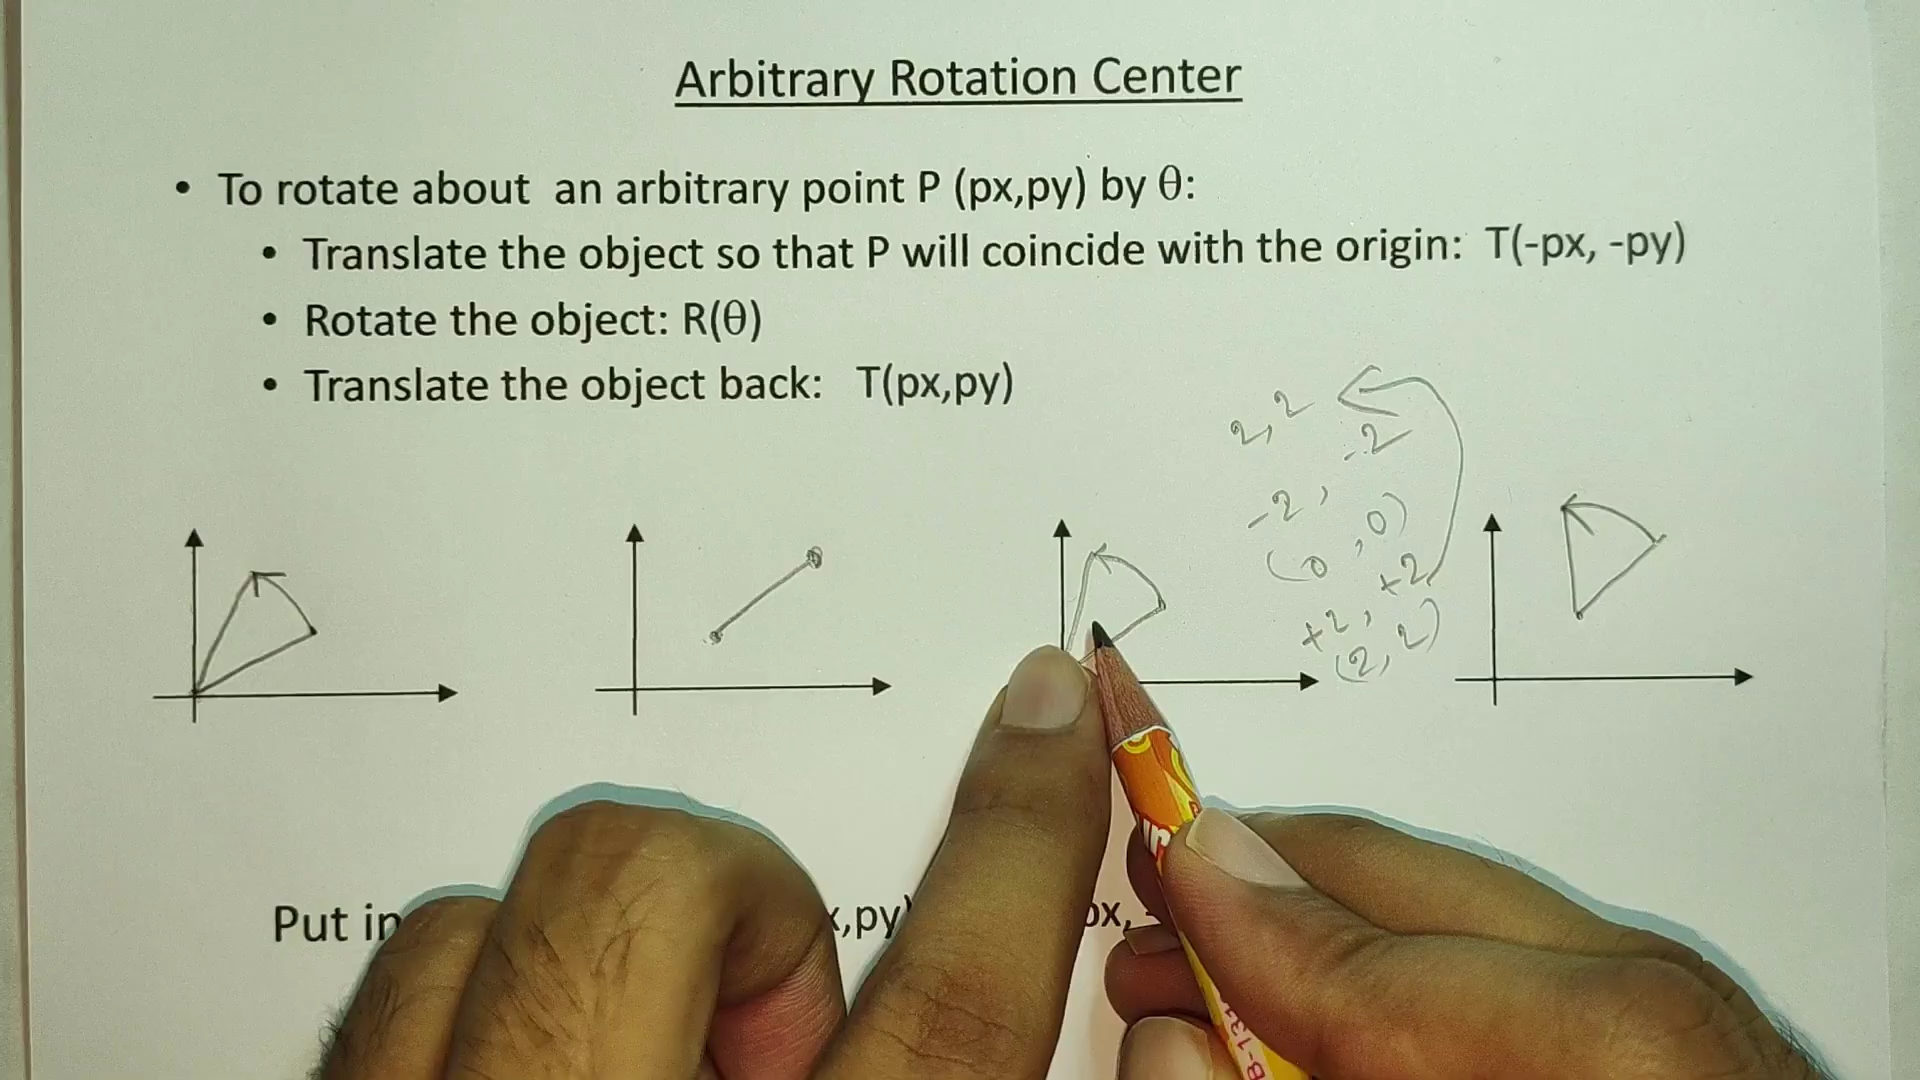 Arbitrary Rotation Center
• To rotate about an arbitrary point P (px,py) by θ:
• Translate the object so that P will coincide with the origin: T(-px, -py)
• Rotate the object: R(θ)
• Translate the object back: T(px,py)
2, 2
-2, -2
(0, 0)
+2, +2
(2, 2)
Put in x,py) px, -
B-131